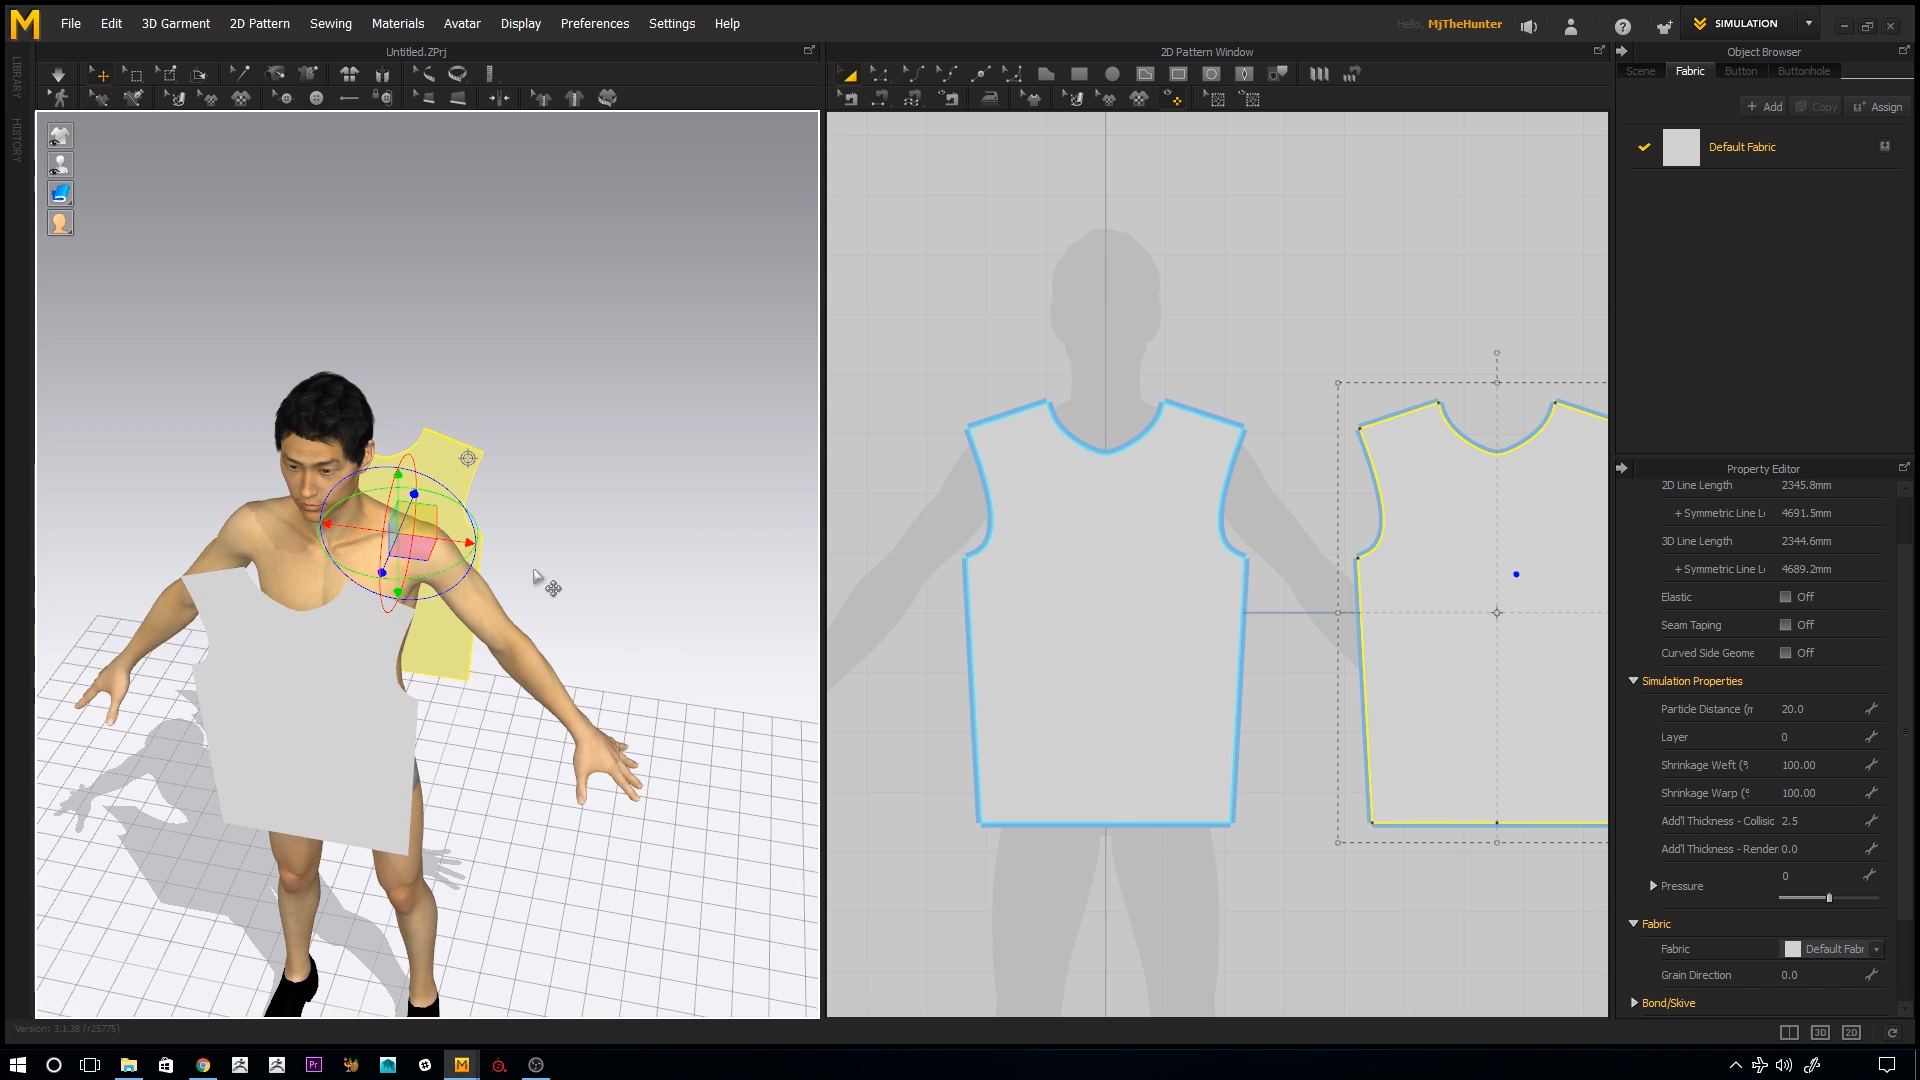 File Edit 3D Garment 2D Pattern Sewing Materials Avatar Display Preferences Settings Help
Hello, MjTheHunter
SIMULATION
Untitled.ZPrj
2D Pattern Window
Object Browser
LIBRARY
HISTORY
Scene Fabric Button Buttonhole
+ Add Copy Assign
Default Fabric
Property Editor
2D Line Length 2345.8mm
+ Symmetric Line L 4691.5mm
3D Line Length 2344.6mm
+ Symmetric Line L 4689.2mm
Elastic Off
Seam Taping Off
Curved Side Geome Off
Simulation Properties
Particle Distance (m 20.0
Layer 0
Shrinkage Weft (% 100.00
Shrinkage Warp (% 100.00
Add'l Thickness - Collisic 2.5
Add'l Thickness - Render 0.0
Pressure 0
Fabric
Fabric Default Fabr
Grain Direction 0.0
Bond/Skive
Version: 3.1.38 (r25775)
3D 2D
Pr
M